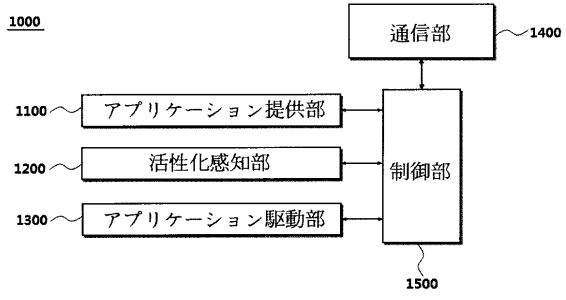 1000
通信部
1400
1100
アプリケーション提供部
1200
活性化感知部
制御部
1300
アプリケーション駆動部
1500